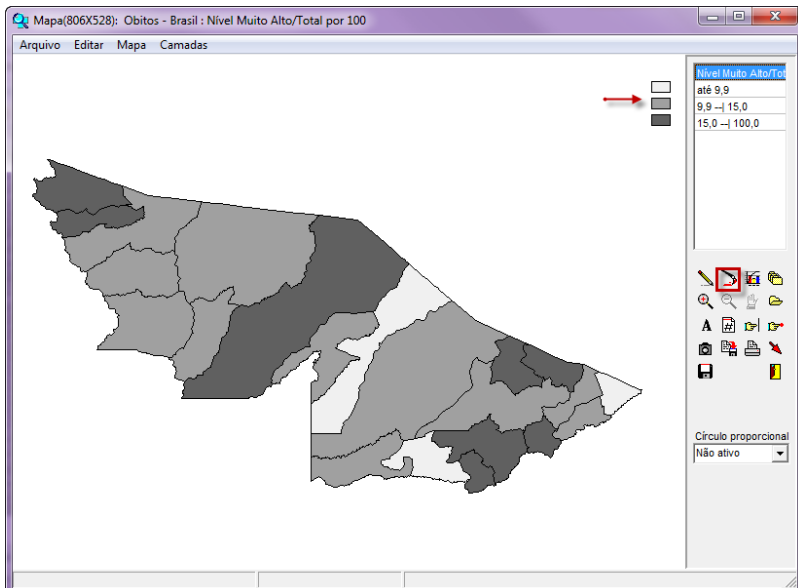 Mapa(806X528): Obitos - Brasil : Nível Muito Alto/Total por 100
Arquivo Editar Mapa Camadas
Nível Muito Alto/Tot
até 9,9
9,9 --| 15,0
15,0 --| 100,0
A #
Círculo proporcional
Não ativo